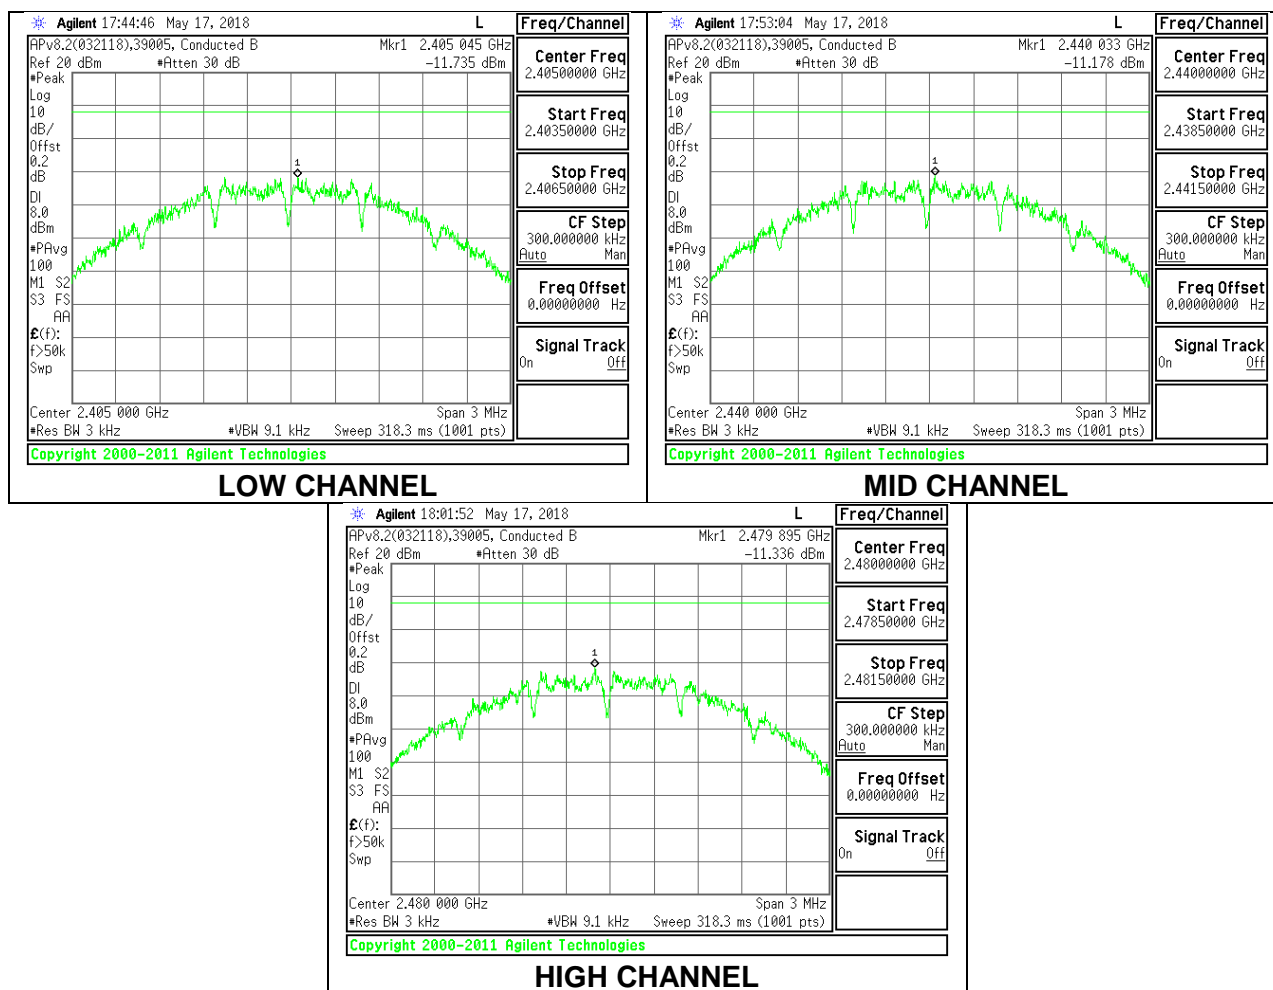 Agilent 17:44:46 May 17, 2018 L Freq/Channel
APv8.2(032118),39005, Conducted B Mkr1 2.405 045 GHz
Ref 20 dBm #Atten 30 dB -11.735 dBm
#Peak
Log
10
dB/
Offst
0.2
dB
DI
8.0
dBm
#PAvg
100
M1 S2
S3 FS
AA
£(f):
f>50k
Swp
1
Center 2.405 000 GHz Span 3 MHz
#Res BW 3 kHz #VBW 9.1 kHz Sweep 318.3 ms (1001 pts)
Center Freq
2.40500000 GHz
Start Freq
2.40350000 GHz
Stop Freq
2.40650000 GHz
CF Step
300.000000 kHz
Auto Man
Freq Offset
0.00000000 Hz
Signal Track
On Off
Copyright 2000-2011 Agilent Technologies
LOW CHANNEL
Agilent 17:53:04 May 17, 2018 L Freq/Channel
APv8.2(032118),39005, Conducted B Mkr1 2.440 033 GHz
Ref 20 dBm #Atten 30 dB -11.178 dBm
#Peak
Log
10
dB/
Offst
0.2
dB
DI
8.0
dBm
#PAvg
100
M1 S2
S3 FS
AA
£(f):
f>50k
Swp
1
Center 2.440 000 GHz Span 3 MHz
#Res BW 3 kHz #VBW 9.1 kHz Sweep 318.3 ms (1001 pts)
Center Freq
2.44000000 GHz
Start Freq
2.43850000 GHz
Stop Freq
2.44150000 GHz
CF Step
300.000000 kHz
Auto Man
Freq Offset
0.00000000 Hz
Signal Track
On Off
Copyright 2000-2011 Agilent Technologies
MID CHANNEL
Agilent 18:01:52 May 17, 2018 L Freq/Channel
APv8.2(032118),39005, Conducted B Mkr1 2.479 895 GHz
Ref 20 dBm #Atten 30 dB -11.336 dBm
#Peak
Log
10
dB/
Offst
0.2
dB
DI
8.0
dBm
#PAvg
100
M1 S2
S3 FS
AA
£(f):
f>50k
Swp
1
Center 2.480 000 GHz Span 3 MHz
#Res BW 3 kHz #VBW 9.1 kHz Sweep 318.3 ms (1001 pts)
Center Freq
2.48000000 GHz
Start Freq
2.47850000 GHz
Stop Freq
2.48150000 GHz
CF Step
300.000000 kHz
Auto Man
Freq Offset
0.00000000 Hz
Signal Track
On Off
Copyright 2000-2011 Agilent Technologies
HIGH CHANNEL